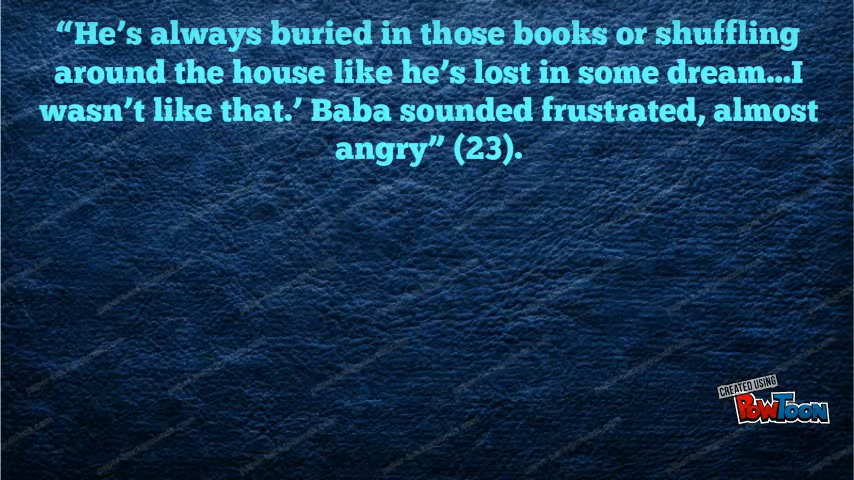 “He’s always buried in those books or shuffling
around the house like he’s lost in some dream...I
wasn’t like that.’ Baba sounded frustrated, almost
angry” (23).
CREATED USING
POWTOON